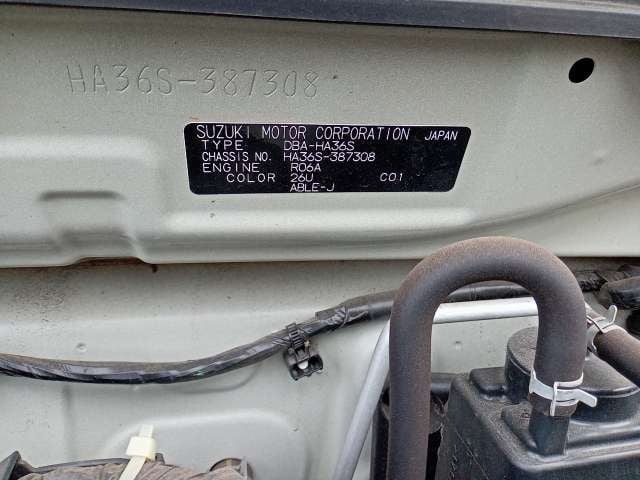 HA36S-387308
SUZUKI MOTOR CORPORATION JAPAN
TYPE DBA-HA36S
CHASSIS NO. HA36S-387308
ENGINE R06A
COLOR 26U C01
ABLE-J